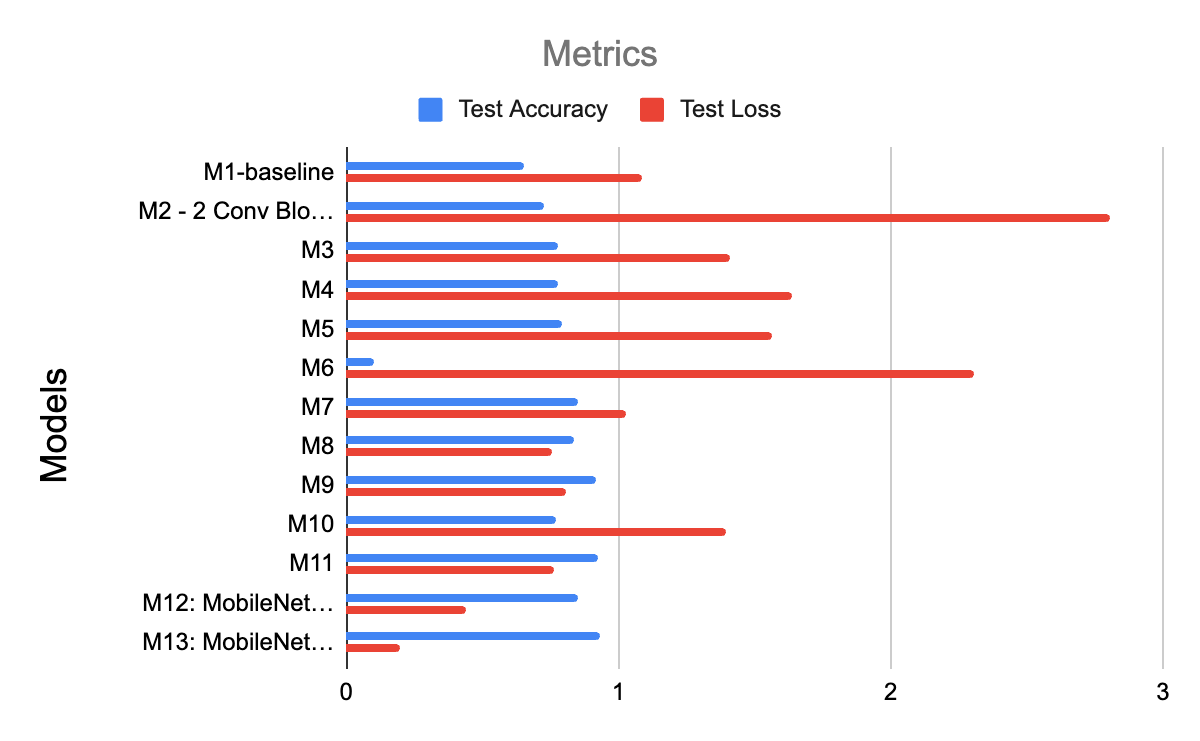 Metrics
Test Accuracy Test Loss
Models
M1-baseline
M2 - 2 Conv Blo…
M3
M4
M5
M6
M7
M8
M9
M10
M11
M12: MobileNet…
M13: MobileNet…
0 1 2 3